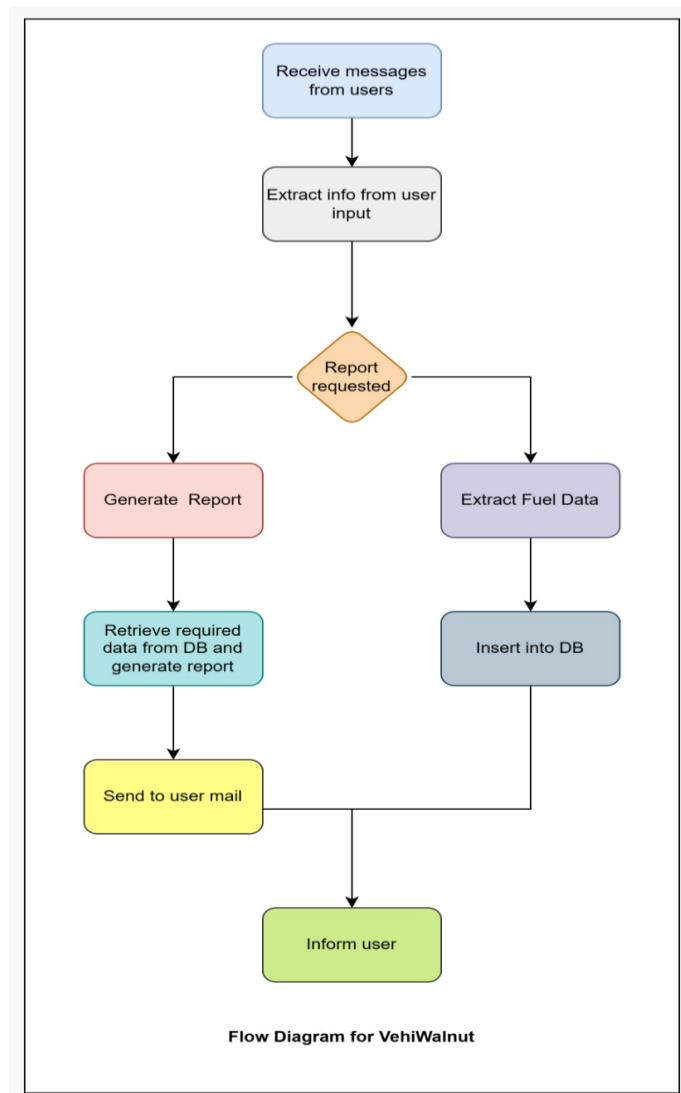 Receive messages
from users
Extract info from user
input
Report
requested
Generate  Report
Extract Fuel Data
Retrieve required
data from DB and
generate report
Insert into DB
Send to user mail
Inform user
Flow Diagram for VehiWalnut